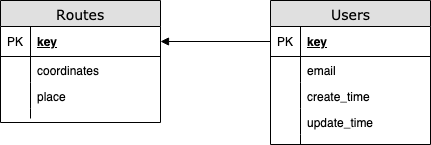 Routes
PK key
coordinates
place
Users
PK key
email
create_time
update_time